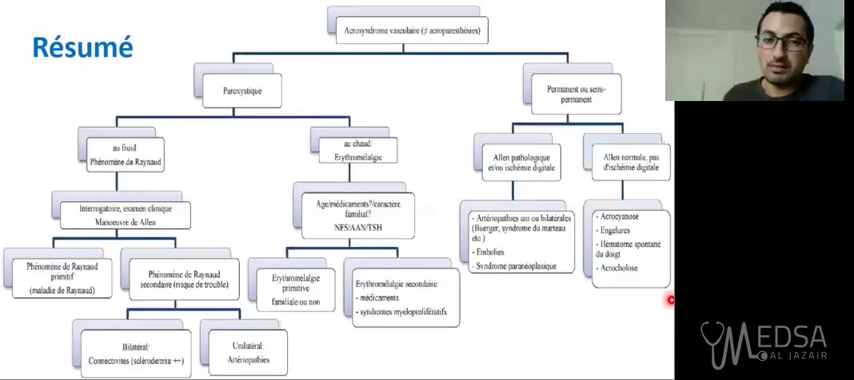 Résumé
Acrosyndrome vasculaire (≠ acroparesthésies)
Paroxystique
Permanent ou semi-
permanent
au froid
Phénomène de Raynaud
au chaud:
Erythromélalgie
Allen pathologique
et/ou ischémie digitale
Allen normale, pas
d'ischémie digitale
Interrogatoire, examen clinique
Manoeuvre de Allen
Age/médicaments?/caractère
familial?
NFS/AAN/TSH
- Artériopathies uni ou bilatérales
(Buerger, syndrome du marteau
etc.)
- Embolies
- Syndrome paranéoplasique
- Acrocyanose
- Engelures
- Hématome spontané
du doigt
- Acrocholose
Phénomène de Raynaud
primitif
(maladie de Raynaud)
Phénomène de Raynaud
secondaire (risque de trouble)
Erythromélalgie
primitive
familiale ou non
Erythromélalgie secondaire
- médicaments
- syndromes myéloprolifératifs
Bilatéral:
Connectivites (sclérodermie ++)
Unilatéral:
Artériopathies
MEDSA
AL JAZAIR